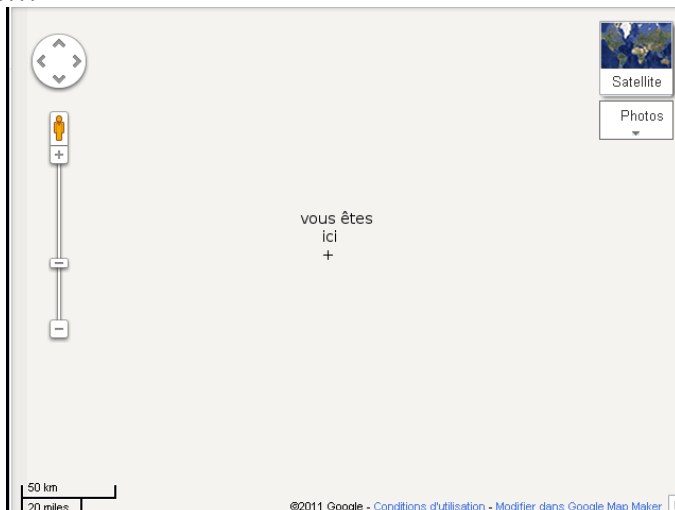 Satellite
Photos
vous êtes
ici
+
50 km
20 miles
©2011 Google - Conditions d'utilisation - Modifier dans Google Map Maker